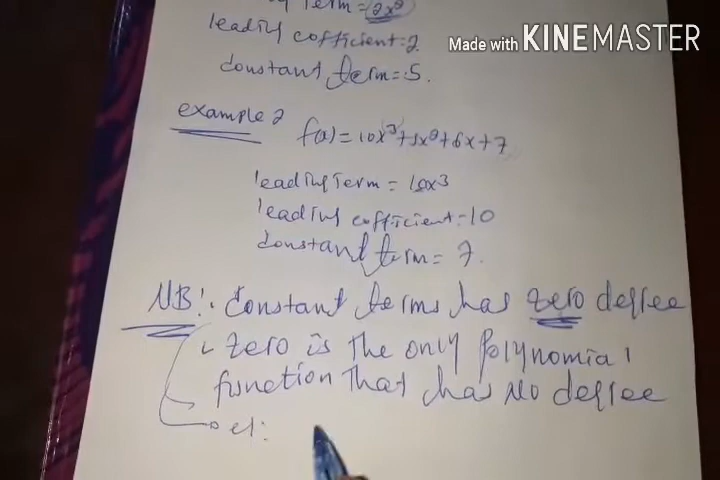 Term = 2x²
Made with KINEMASTER
leading cofficient = 2
constant term = 5.
example 2
f(x) = 10x³ + 5x² + 6x + 7
leading Term = 10x3
leading cofficient = 10
constant term = 7.
NB!. Constant terms has zero degree
zero is The only polynomial
function That has No degree